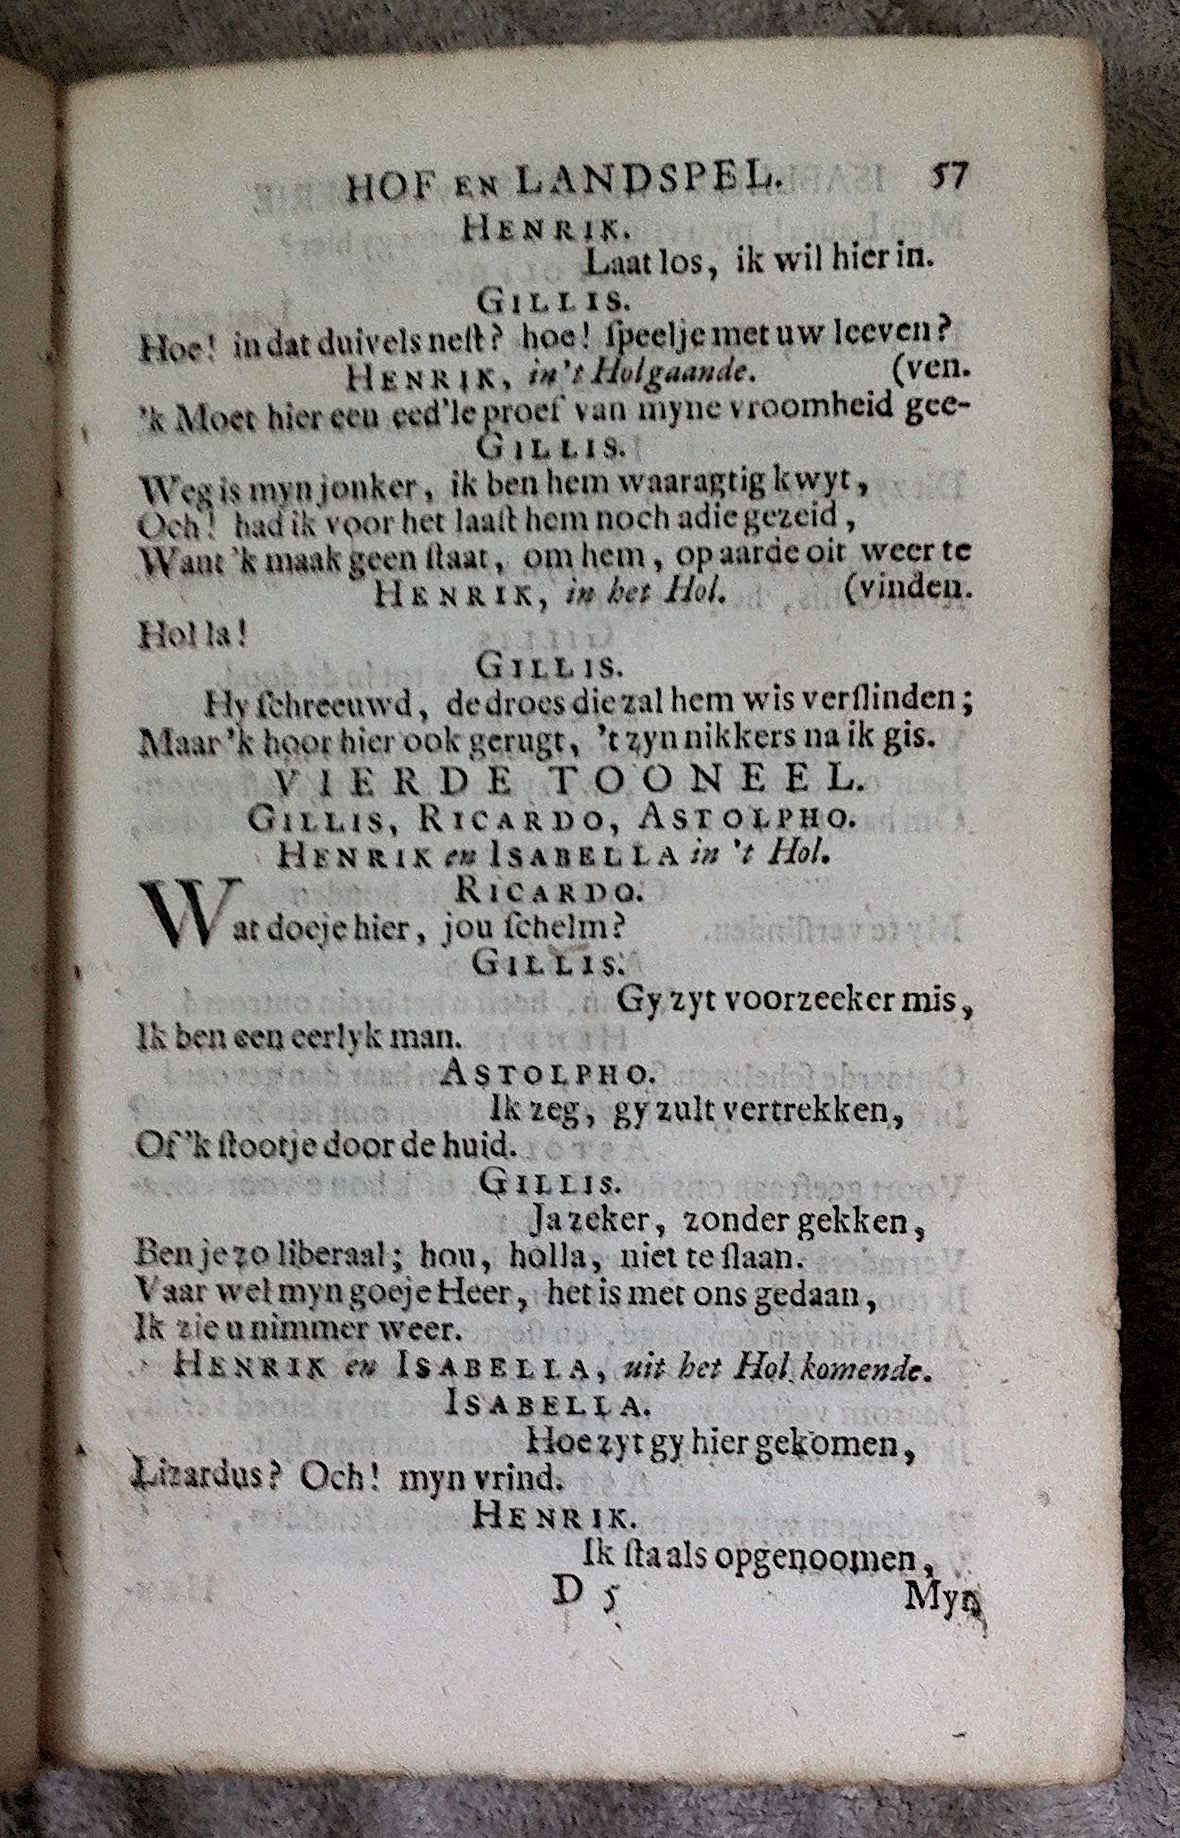 HOF EN LANDSPEL. 57
HENRIK.
Laat los, ik wil hier in.
GILLIS.
Hoe! in dat duivels neſt? hoe! ſpeelje met uw leeven?
HENRIK, in't Holgaande. (ven.
'k Moet hier een eed'le proef van myne vroomheid gee-
GILLIS.
Weg is myn jonker, ik ben hem waaragtig kwyt,
Och! had ik voor het laaſt hem noch adie gezeid,
Want 'k maak geen ſtaat, om hem, op aarde oit weer te
HENRIK, in het Hol. (vinden.
Hol la!
GILLIS.
Hy ſchreeuwd, de droes die zal hem wis verſlinden;
Maar 'k hoor hier ook gerugt, 't zyn nikkers na ik gis.
VIERDE TOONEEL.
GILLIS, RICARDO, ASTOLPHO.
HENRIK en ISABELLA in 't Hol.
RICARDO.
Wat doeje hier, jou ſchelm?
GILLIS.
Gy zyt voorzeeker mis,
Ik ben een eerlyk man.
ASTOLPHO.
Ik zeg, gy zult vertrekken,
Of 'k ſtootje door de huid.
GILLIS.
Ja zeker, zonder gekken,
Ben je zo liberaal; hou, holla, niet te ſlaan.
Vaar wel myn goeje Heer, het is met ons gedaan,
Ik zie u nimmer weer.
HENRIK en ISABELLA, uit het Hol komende.
ISABELLA.
Hoe zyt gy hier gekomen,
Lizardus? Och! myn vrind.
HENRIK.
Ik ſta als opgenoomen,
D 5 Myn